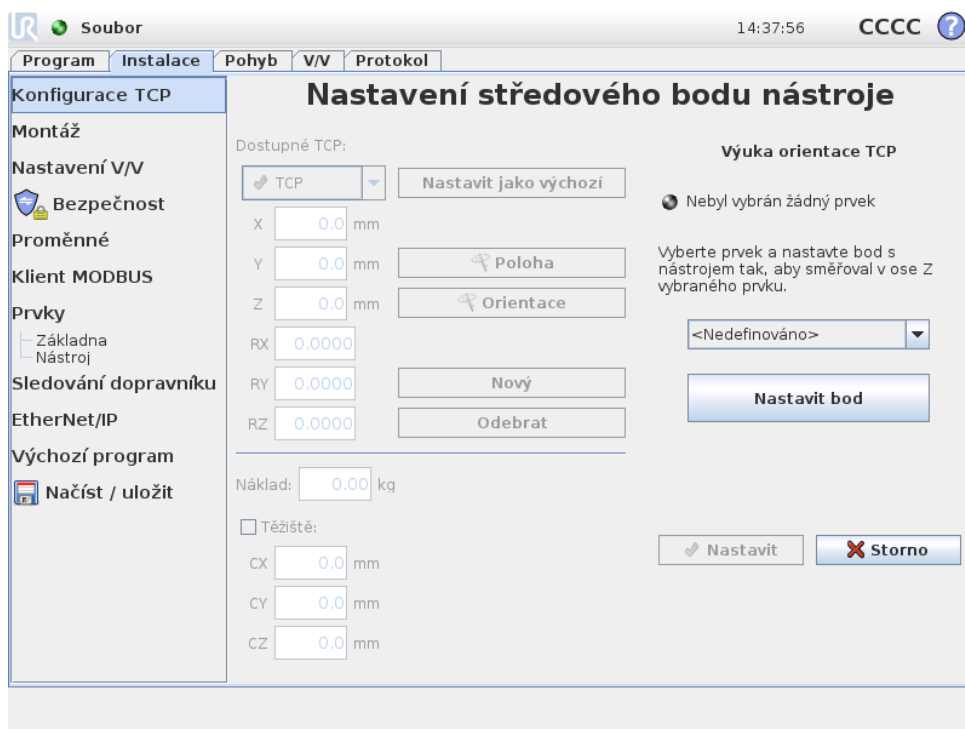 UR Soubor 14:37:56 CCCC ?
Program Instalace Pohyb V/V Protokol
Konfigurace TCP
Montáž
Nastavení V/V
Bezpečnost
Proměnné
Klient MODBUS
Prvky
Základna
Nástroj
Sledování dopravníku
EtherNet/IP
Výchozí program
Načíst / uložit
Nastavení středového bodu nástroje
Dostupné TCP:
TCP Nastavit jako výchozí
X 0.0 mm
Y 0.0 mm Poloha
Z 0.0 mm Orientace
RX 0.0000
RY 0.0000 Nový
RZ 0.0000 Odebrat
Náklad: 0.00 kg
Těžiště:
CX 0.0 mm
CY 0.0 mm
CZ 0.0 mm
Výuka orientace TCP
Nebyl vybrán žádný prvek
Vyberte prvek a nastavte bod s
nástrojem tak, aby směřoval v ose Z
vybraného prvku.
<Nedefinováno>
Nastavit bod
Nastavit Storno